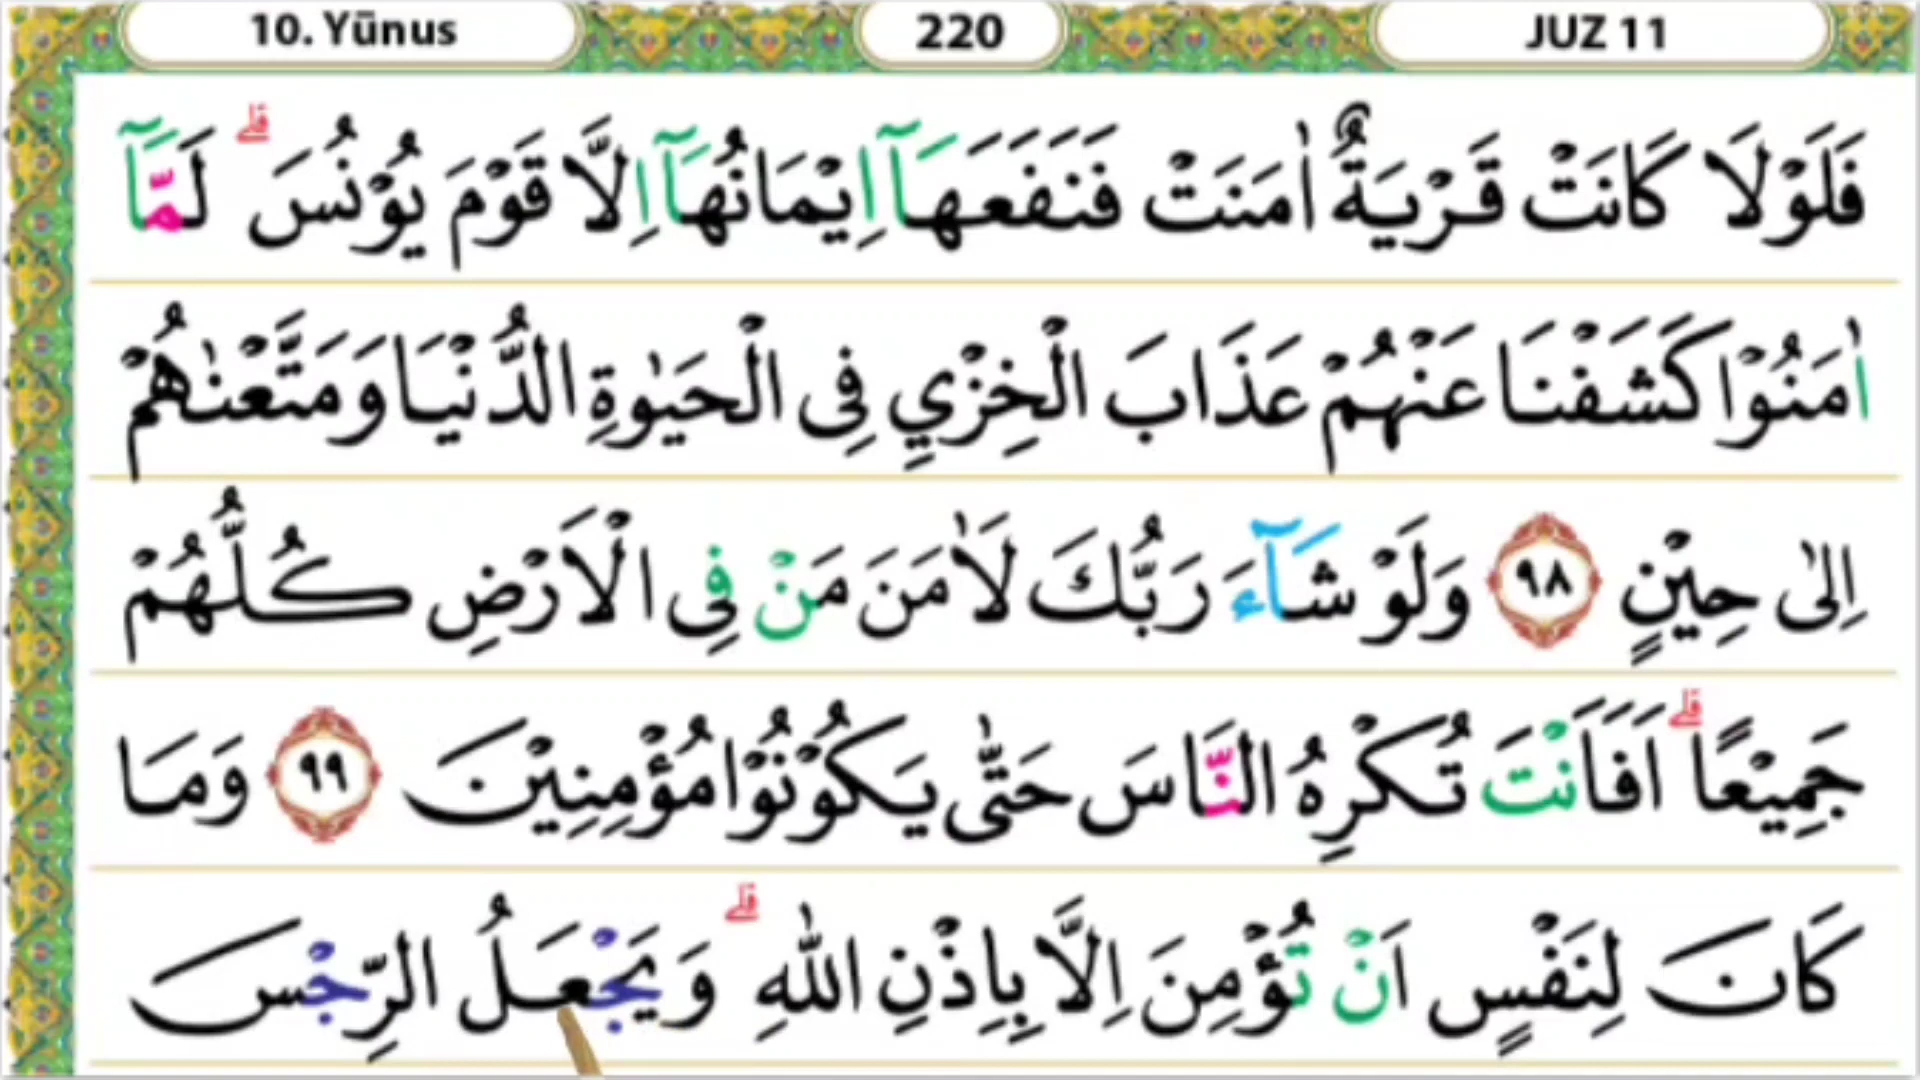 10. Yūnus 220 JUZ 11
فَلَوْلَا كَانَتْ قَرْيَةٌ اٰمَنَتْ فَنَفَعَهَآ اِيْمَانُهَآ اِلَّا قَوْمَ يُوْنُسَ ۗ لَمَّآ
اٰمَنُوْا كَشَفْنَا عَنْهُمْ عَذَابَ الْخِزْيِ فِى الْحَيٰوةِ الدُّنْيَا وَمَتَّعْنٰهُمْ
اِلٰى حِيْنٍ ٩٨ وَلَوْ شَآءَ رَبُّكَ لَاٰمَنَ مَنْ فِى الْاَرْضِ كُلُّهُمْ
جَمِيْعًا ۗ اَفَاَنْتَ تُكْرِهُ النَّاسَ حَتّٰى يَكُوْنُوْا مُؤْمِنِيْنَ ٩٩ وَمَا
كَانَ لِنَفْسٍ اَنْ تُؤْمِنَ اِلَّا بِاِذْنِ اللّٰهِ ۗ وَيَجْعَلُ الرِّجْسَ